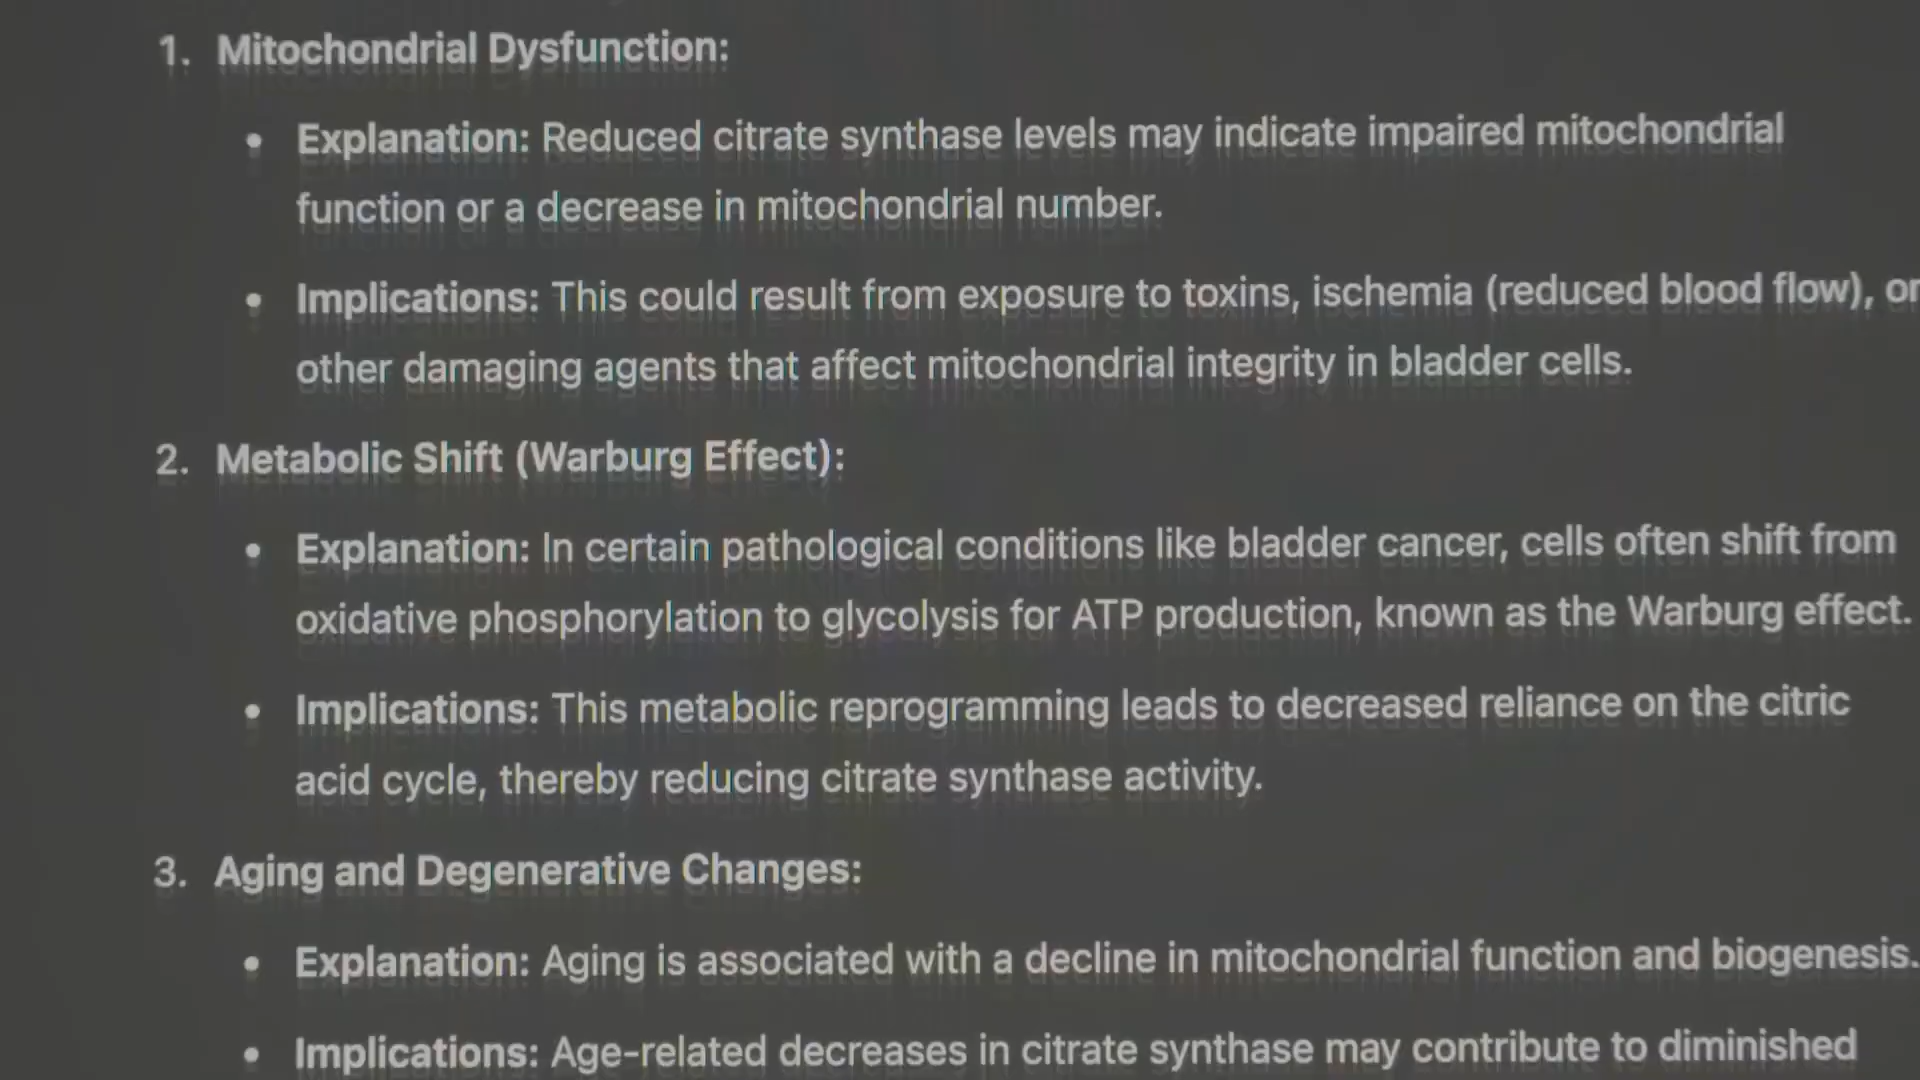 1. Mitochondrial Dysfunction:
• Explanation: Reduced citrate synthase levels may indicate impaired mitochondrial
function or a decrease in mitochondrial number.
• Implications: This could result from exposure to toxins, ischemia (reduced blood flow), or
other damaging agents that affect mitochondrial integrity in bladder cells.
2. Metabolic Shift (Warburg Effect):
• Explanation: In certain pathological conditions like bladder cancer, cells often shift from
oxidative phosphorylation to glycolysis for ATP production, known as the Warburg effect.
• Implications: This metabolic reprogramming leads to decreased reliance on the citric
acid cycle, thereby reducing citrate synthase activity.
3. Aging and Degenerative Changes:
• Explanation: Aging is associated with a decline in mitochondrial function and biogenesis.
• Implications: Age-related decreases in citrate synthase may contribute to diminished